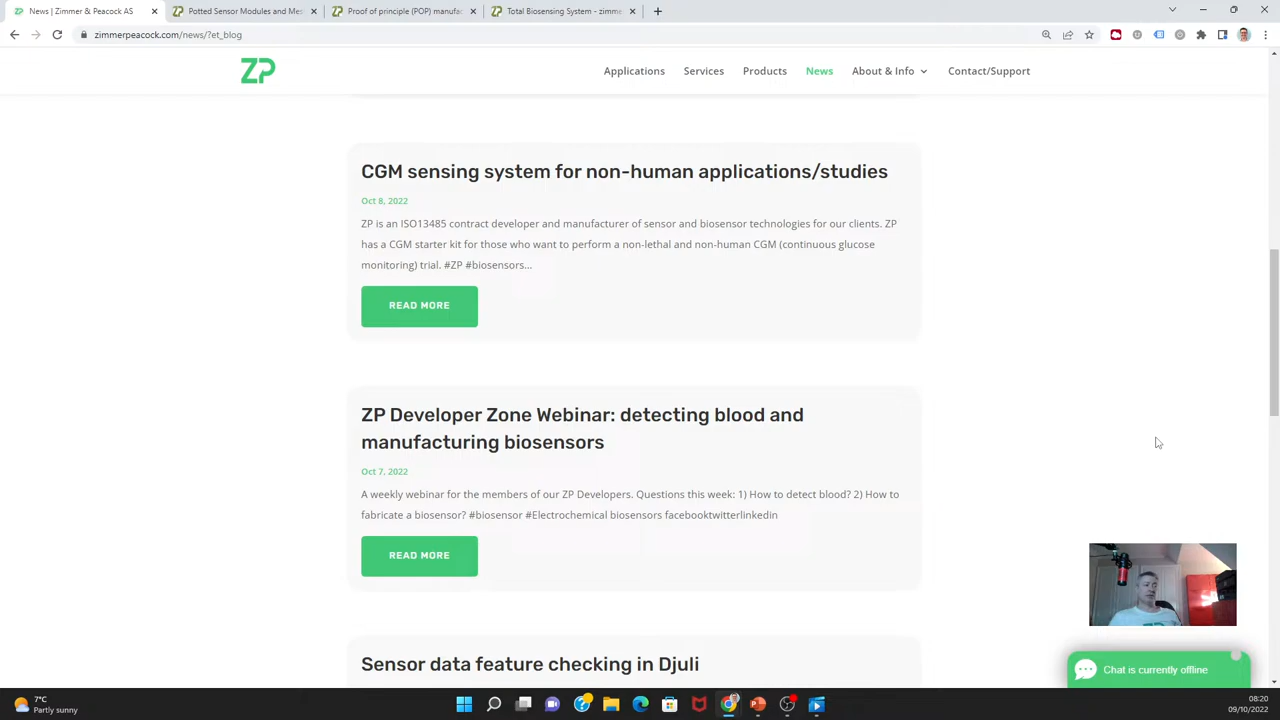 News | Zimmer & Peacock AS
Potted Sensor Modules and Me
Proof of principle (POP) manufac
Total Biosensing System - zimme
zimmerpeacock.com/news/?et_blog
ZP
Applications
Services
Products
News
About & Info
Contact/Support
CGM sensing system for non-human applications/studies
Oct 8, 2022
ZP is an ISO13485 contract developer and manufacturer of sensor and biosensor technologies for our clients. ZP
has a CGM starter kit for those who want to perform a non-lethal and non-human CGM (continuous glucose
monitoring) trial. #ZP #biosensors...
READ MORE
ZP Developer Zone Webinar: detecting blood and
manufacturing biosensors
Oct 7, 2022
A weekly webinar for the members of our ZP Developers. Questions this week: 1) How to detect blood? 2) How to
fabricate a biosensor? #biosensor #Electrochemical biosensors facebooktwitterlinkedin
READ MORE
Sensor data feature checking in Djuli
ZP
Chat is currently offline
7°C
Partly sunny
08:20
09/10/2022